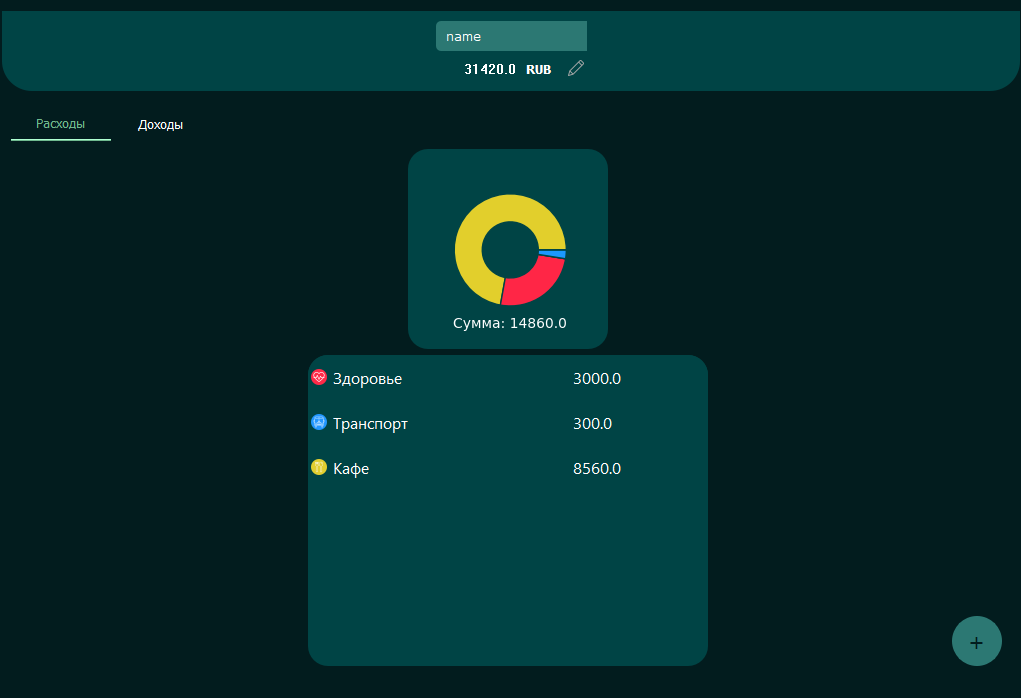 name
31420.0 RUB
Расходы Доходы
Сумма: 14860.0
Здоровье 3000.0
Транспорт 300.0
Кафе 8560.0
+